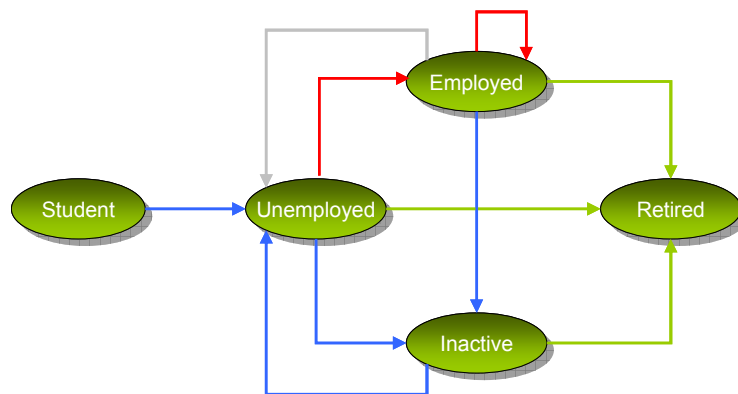 Employed
Student
Unemployed
Retired
Inactive